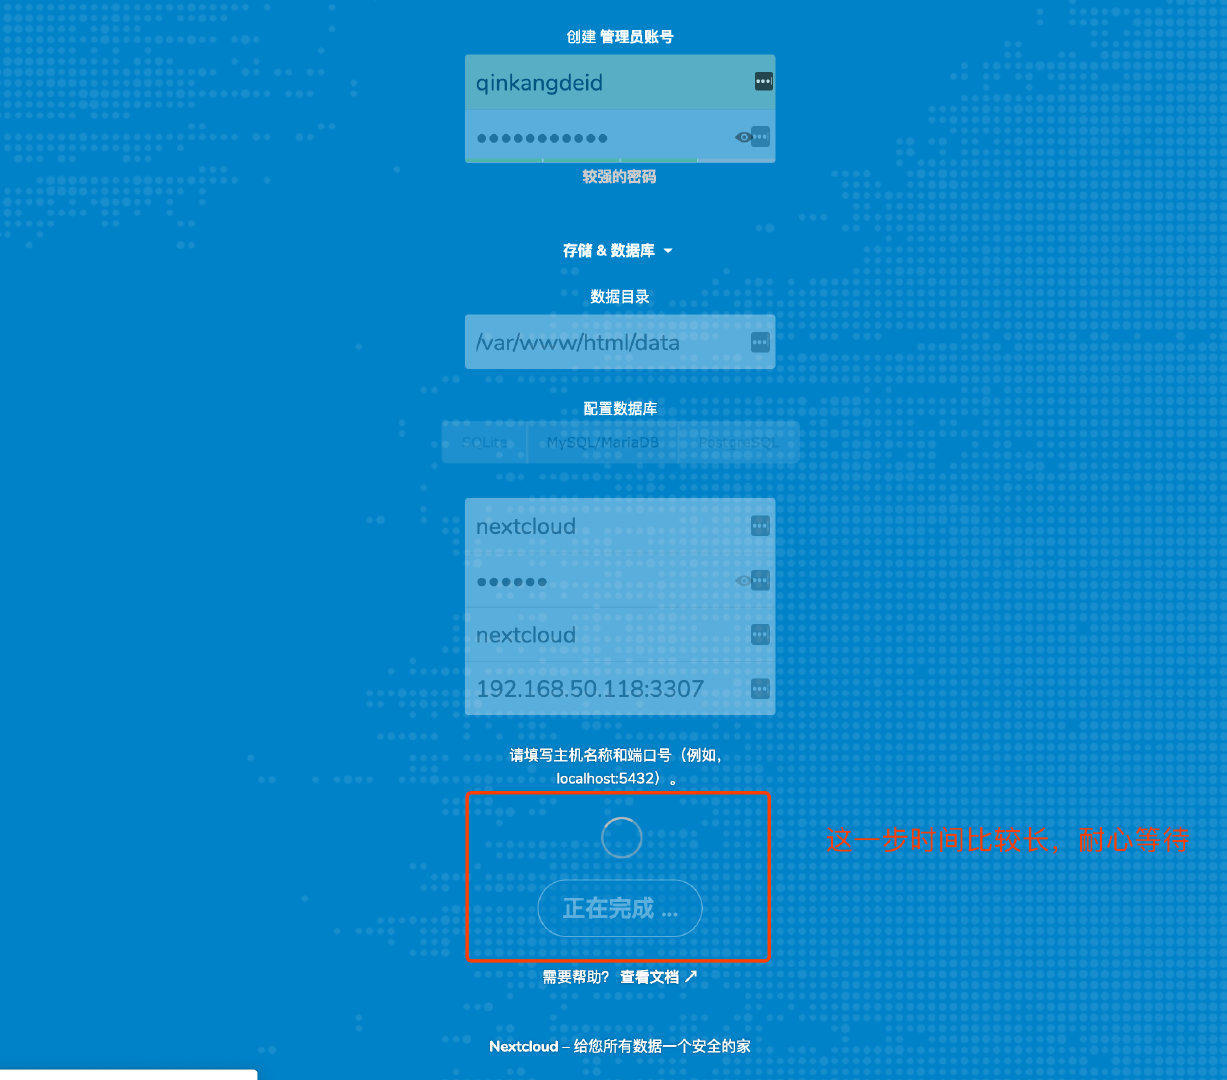 创建 管理员账号
qinkangdeid
较强的密码
存储 & 数据库
数据目录
/var/www/html/data
配置数据库
SQLite MySQL/MariaDB PostgreSQL
nextcloud
nextcloud
192.168.50.118:3307
请填写主机名称和端口号（例如，
localhost:5432）。
这一步时间比较长，耐心等待
正在完成 ...
需要帮助？ 查看文档 ↗
Nextcloud – 给您所有数据一个安全的家